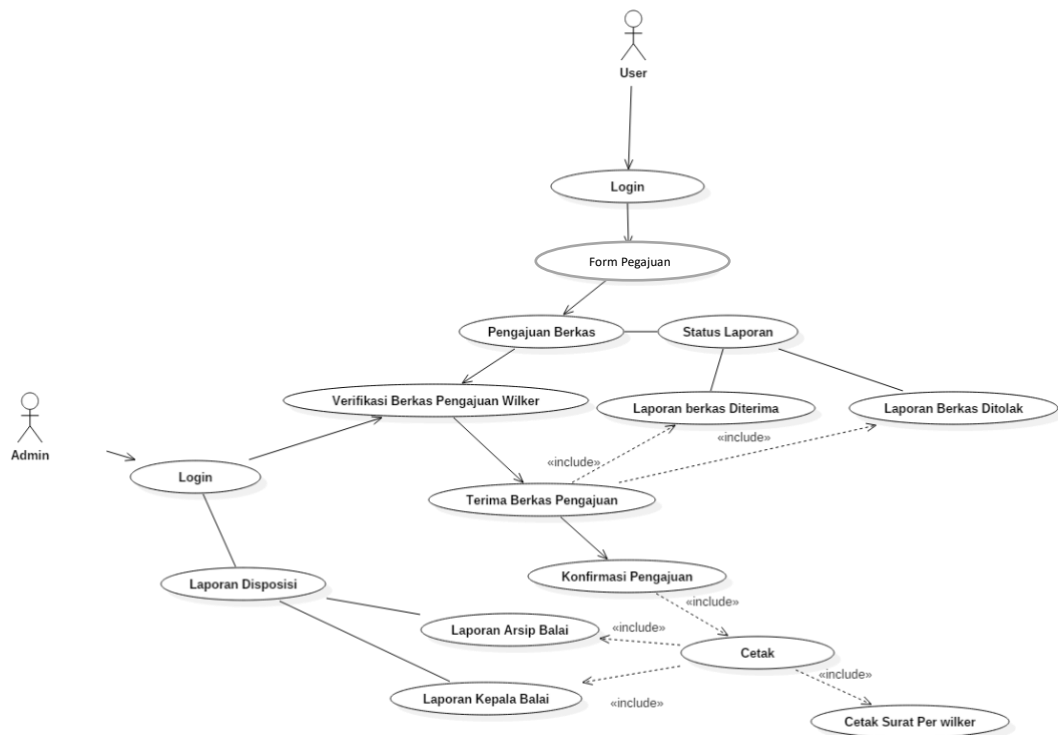 User
Login
Form Pegajuan
Pengajuan Berkas
Status Laporan
Verifikasi Berkas Pengajuan Wilker
Laporan berkas Diterima
Laporan Berkas Ditolak
Admin
«include»
«include»
Login
Terima Berkas Pengajuan
Laporan Disposisi
Konfirmasi Pengajuan
«include»
Laporan Arsip Balai
«include»
Cetak
«include»
Laporan Kepala Balai
«include»
Cetak Surat Per wilker